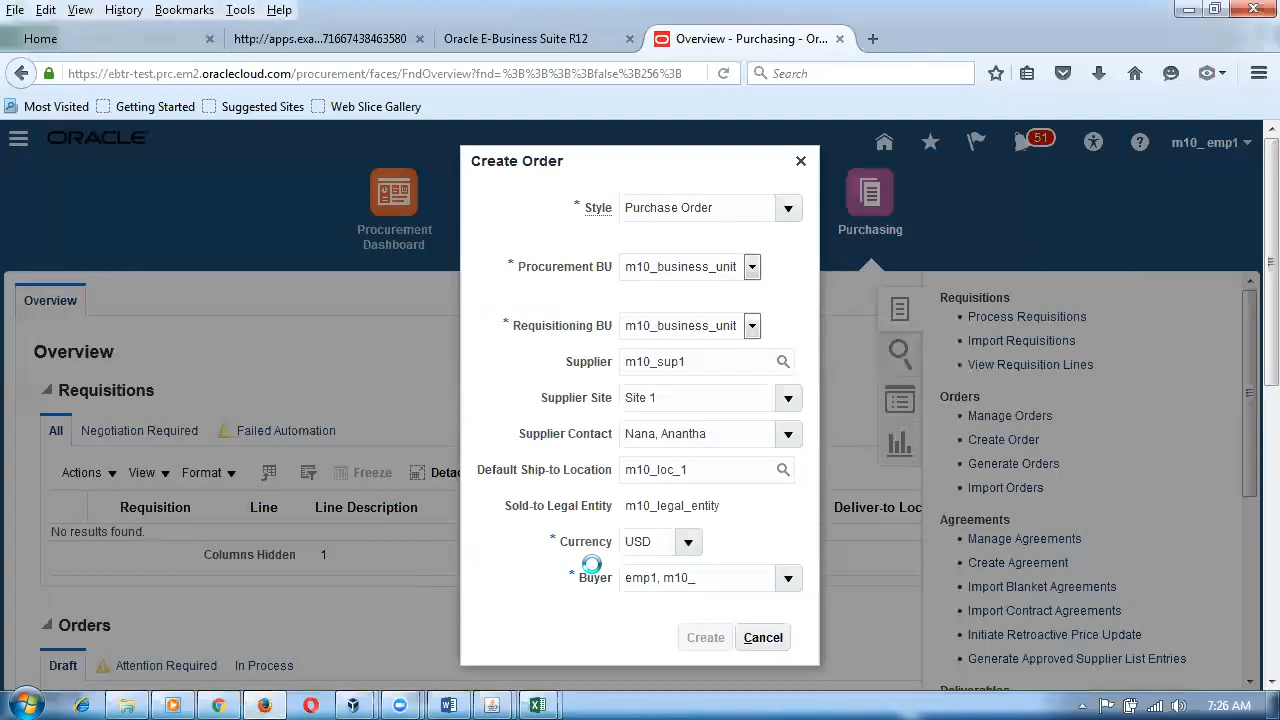 File Edit View History Bookmarks Tools Help
Home
http://apps.exa...71667438463580
Oracle E-Business Suite R12
Overview - Purchasing - Or...
https://ebtr-test.prc.em2.oraclecloud.com/procurement/faces/FndOverview?fnd=%3B%3B%3B%3Bfalse%3B256%3B
Search
Most Visited Getting Started Suggested Sites Web Slice Gallery
ORACLE
51
m10_emp1
Procurement
Dashboard
Purchasing
Create Order
* Style Purchase Order
* Procurement BU m10_business_unit
* Requisitioning BU m10_business_unit
Supplier m10_sup1
Supplier Site Site 1
Supplier Contact Nana, Anantha
Default Ship-to Location m10_loc_1
Sold-to Legal Entity m10_legal_entity
* Currency USD
* Buyer emp1, m10_
Create Cancel
Overview
Overview
Requisitions
All Negotiation Required Failed Automation
Actions View Format Freeze Detac
Requisition Line Line Description Deliver-to Loc
No results found.
Columns Hidden 1
Orders
Draft Attention Required In Process
Requisitions
Process Requisitions
Import Requisitions
View Requisition Lines
Orders
Manage Orders
Create Order
Generate Orders
Import Orders
Agreements
Manage Agreements
Create Agreement
Import Blanket Agreements
Import Contract Agreements
Initiate Retroactive Price Update
Generate Approved Supplier List Entries
7:26 AM